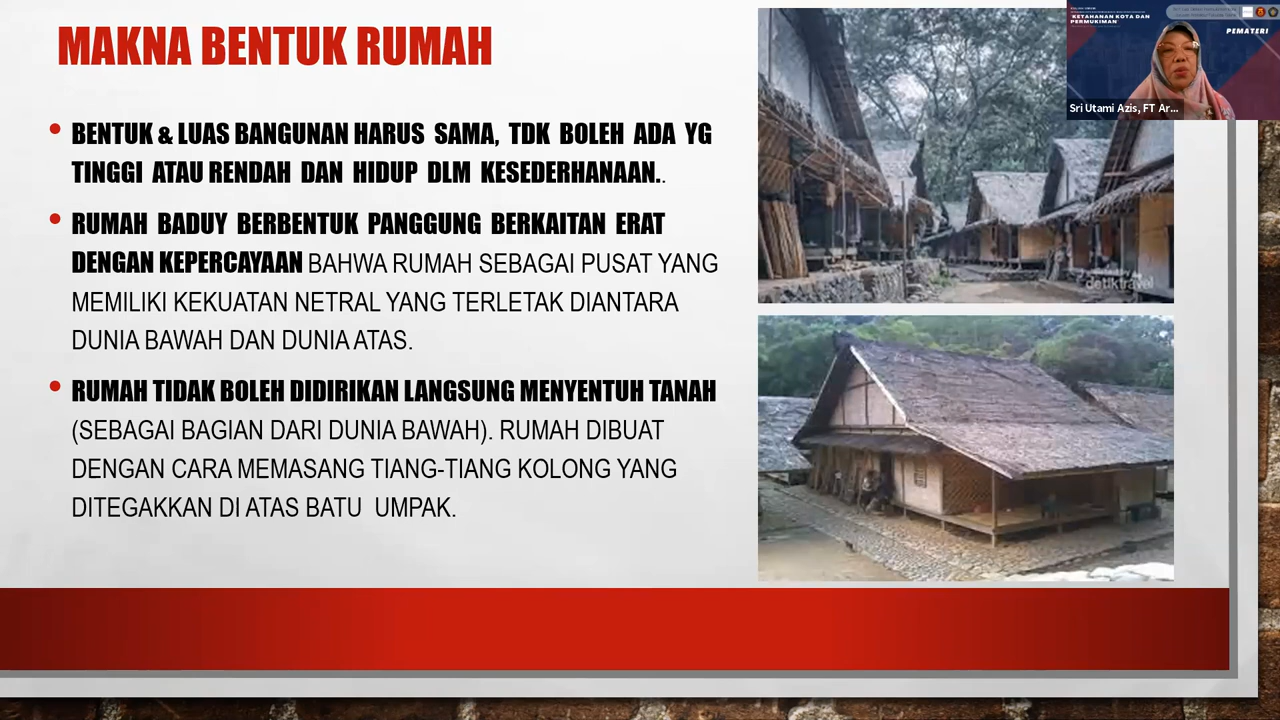 MAKNA BENTUK RUMAH
BENTUK & LUAS BANGUNAN HARUS SAMA, TDK BOLEH ADA YG
TINGGI ATAU RENDAH DAN HIDUP DLM KESEDERHANAAN..
RUMAH BADUY BERBENTUK PANGGUNG BERKAITAN ERAT
DENGAN KEPERCAYAAN BAHWA RUMAH SEBAGAI PUSAT YANG
MEMILIKI KEKUATAN NETRAL YANG TERLETAK DIANTARA
DUNIA BAWAH DAN DUNIA ATAS.
RUMAH TIDAK BOLEH DIDIRIKAN LANGSUNG MENYENTUH TANAH
(SEBAGAI BAGIAN DARI DUNIA BAWAH). RUMAH DIBUAT
DENGAN CARA MEMASANG TIANG-TIANG KOLONG YANG
DITEGAKKAN DI ATAS BATU UMPAK.
"KETAHANAN KOTA DAN
PERMUKIMAN"
PEMATERI
Sri Utami Azis, FT Ar...
detiktravel